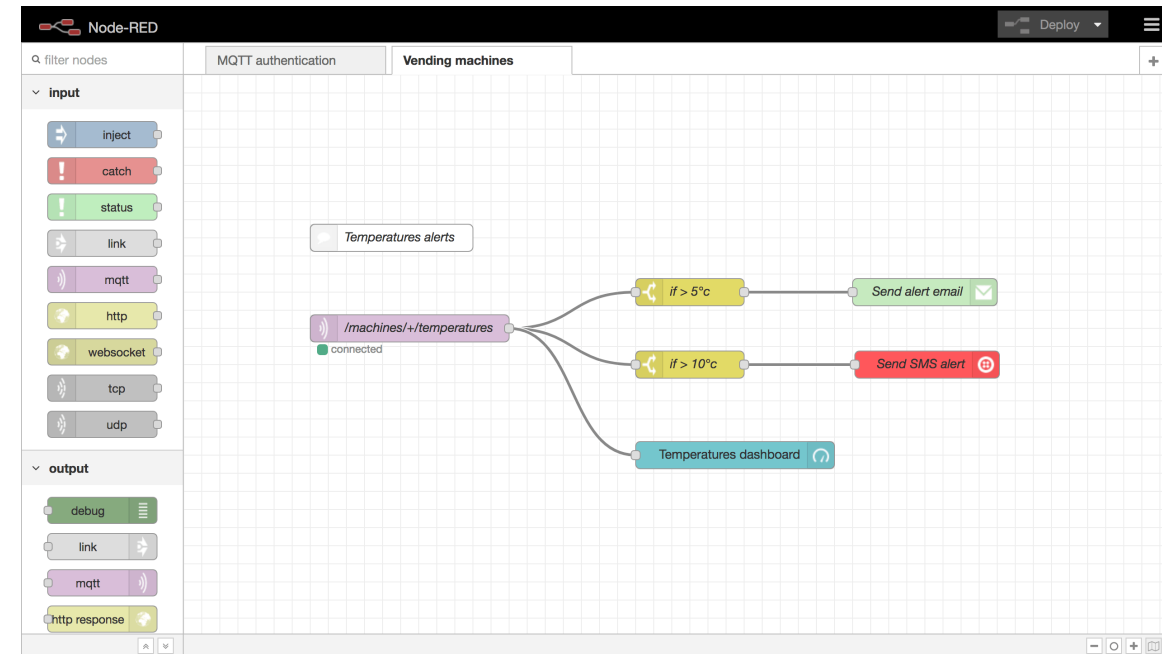 Node-RED
Deploy
filter nodes
MQTT authentication
Vending machines
input
inject
catch
status
link
mqtt
http
websocket
tcp
udp
output
debug
link
mqtt
http response
Temperatures alerts
/machines/+/temperatures
connected
if > 5°c
Send alert email
if > 10°c
Send SMS alert
Temperatures dashboard